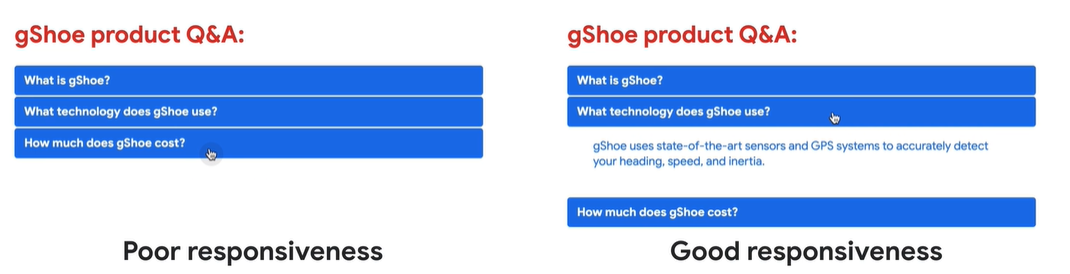 gShoe product Q&A:
What is gShoe?
What technology does gShoe use?
How much does gShoe cost?
Poor responsiveness
gShoe product Q&A:
What is gShoe?
What technology does gShoe use?
gShoe uses state-of-the-art sensors and GPS systems to accurately detect
your heading, speed, and inertia.
How much does gShoe cost?
Good responsiveness